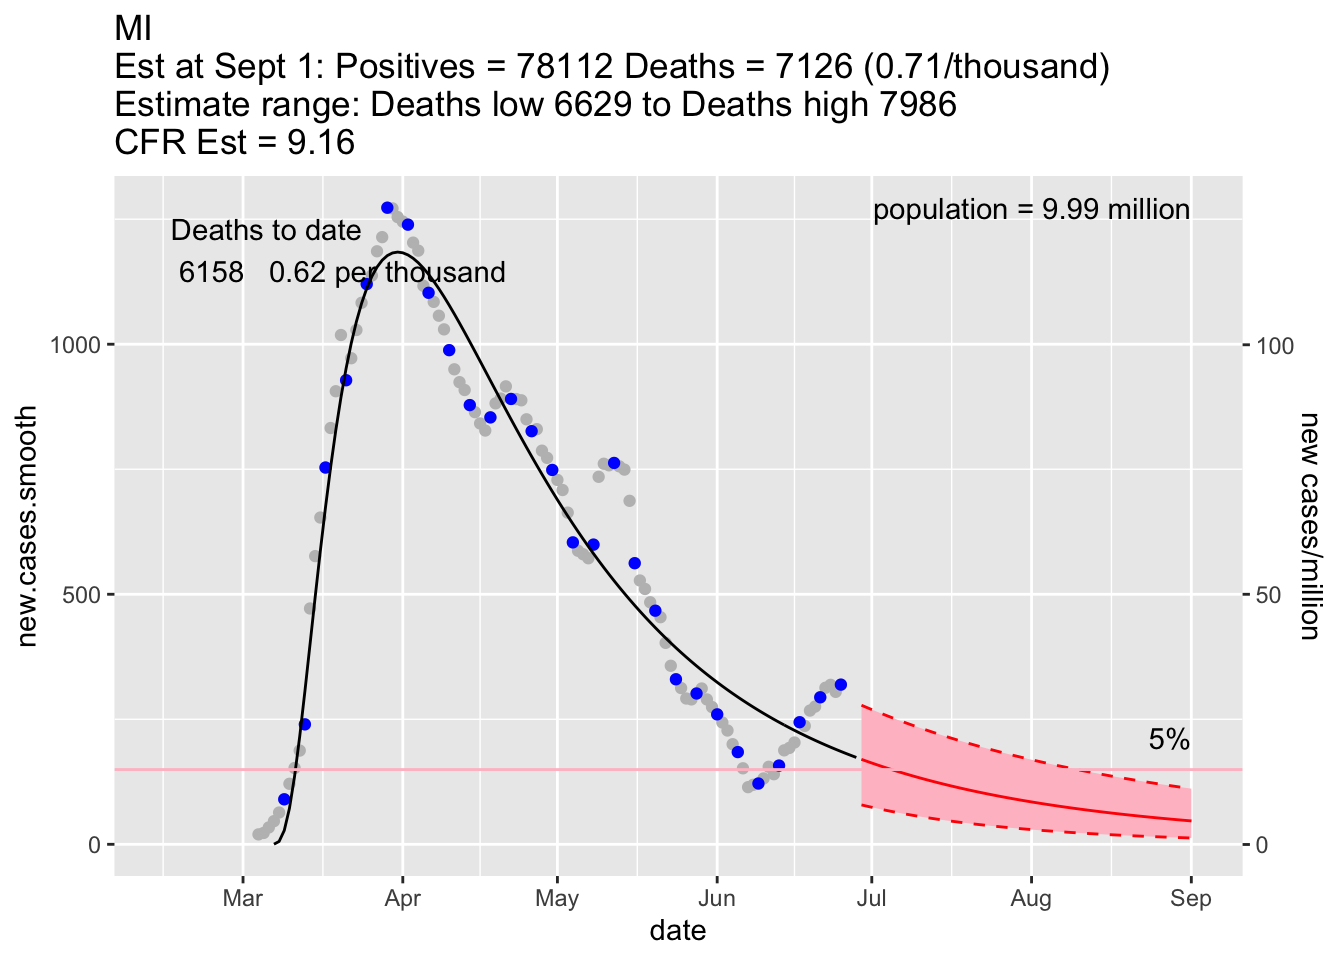 MI
Est at Sept 1: Positives = 78112 Deaths = 7126 (0.71/thousand)
Estimate range: Deaths low 6629 to Deaths high 7986
CFR Est = 9.16
population = 9.99 million
Deaths to date
6158 0.62 per thousand
1000
500
0
new.cases.smooth
100
50
0
new cases/million
5%
Mar Apr May Jun Jul Aug Sep
date